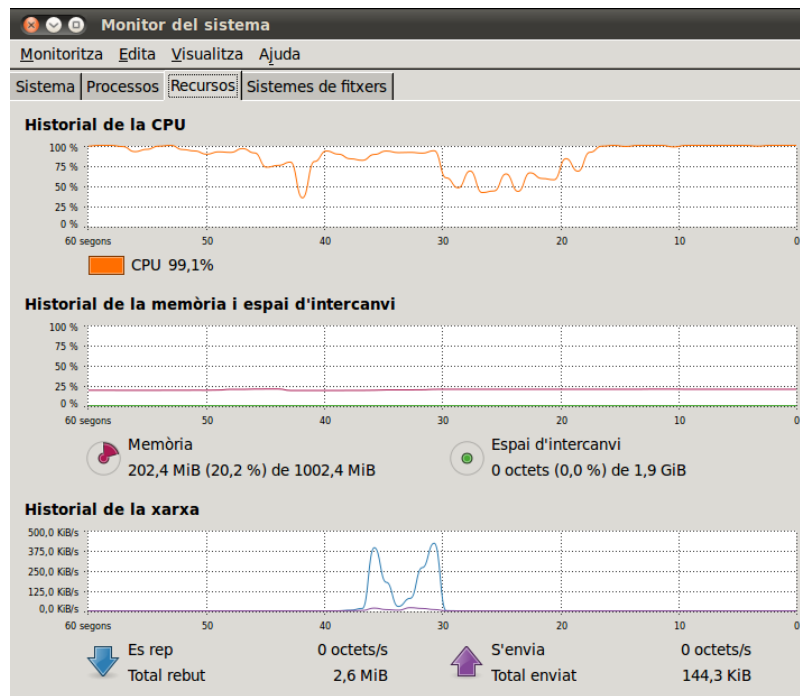 Monitor del sistema
Monitoritza Edita Visualitza Ajuda
Sistema Processos Recursos Sistemes de fitxers
Historial de la CPU
100 %
75 %
50 %
25 %
0 %
60 segons 50 40 30 20 10 0
CPU 99,1%
Historial de la memòria i espai d'intercanvi
100 %
75 %
50 %
25 %
0 %
60 segons 50 40 30 20 10 0
Memòria Espai d'intercanvi
202,4 MiB (20,2 %) de 1002,4 MiB 0 octets (0,0 %) de 1,9 GiB
Historial de la xarxa
500,0 KiB/s
375,0 KiB/s
250,0 KiB/s
125,0 KiB/s
0,0 KiB/s
60 segons 50 40 30 20 10 0
Es rep 0 octets/s S'envia 0 octets/s
Total rebut 2,6 MiB Total enviat 144,3 KiB